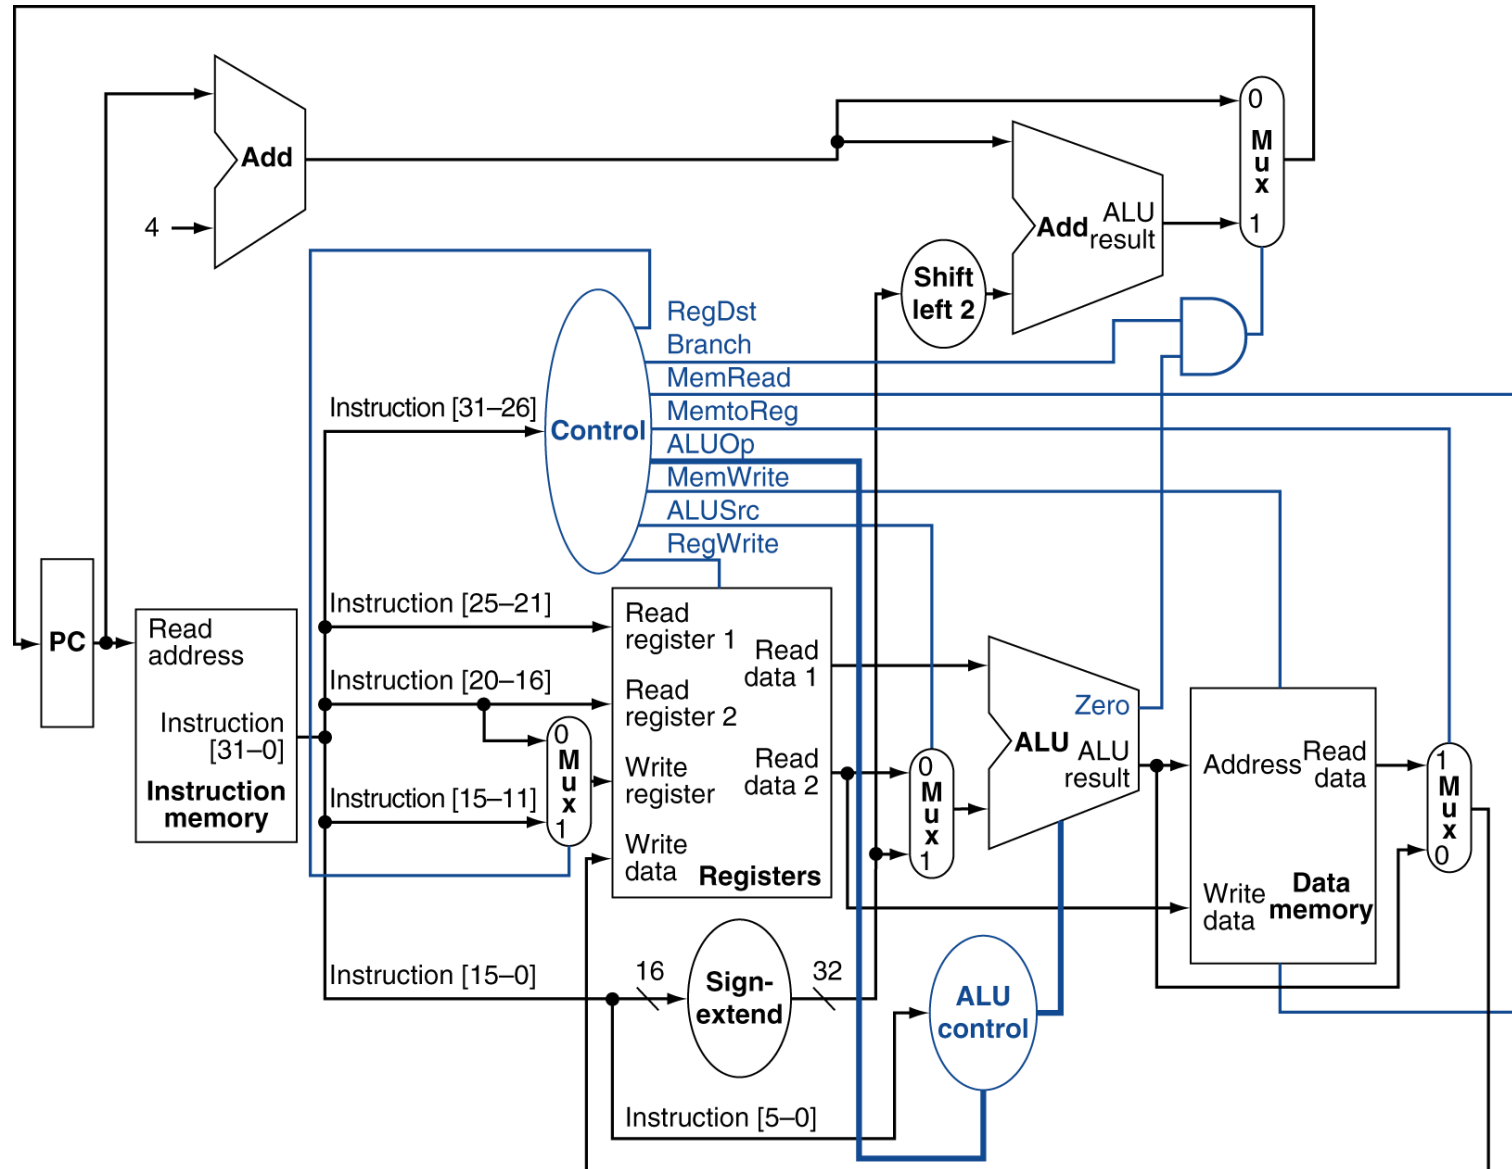 0
M
u
x
1
Add
4
Add
ALU
result
Shift
left 2
RegDst
Branch
MemRead
MemtoReg
ALUOp
MemWrite
ALUSrc
RegWrite
Instruction [31–26]
Control
PC
Read
address
Instruction
[31–0]
Instruction
memory
Instruction [25–21]
Instruction [20–16]
Instruction [15–11]
0
M
u
x
1
Read
register 1
Read
register 2
Write
register
Write
data
Read
data 1
Read
data 2
Registers
0
M
u
x
1
Zero
ALU
ALU
result
Address
Read
data
Write
data
Data
memory
1
M
u
x
0
Instruction [15–0]
16
Sign-
extend
32
ALU
control
Instruction [5–0]